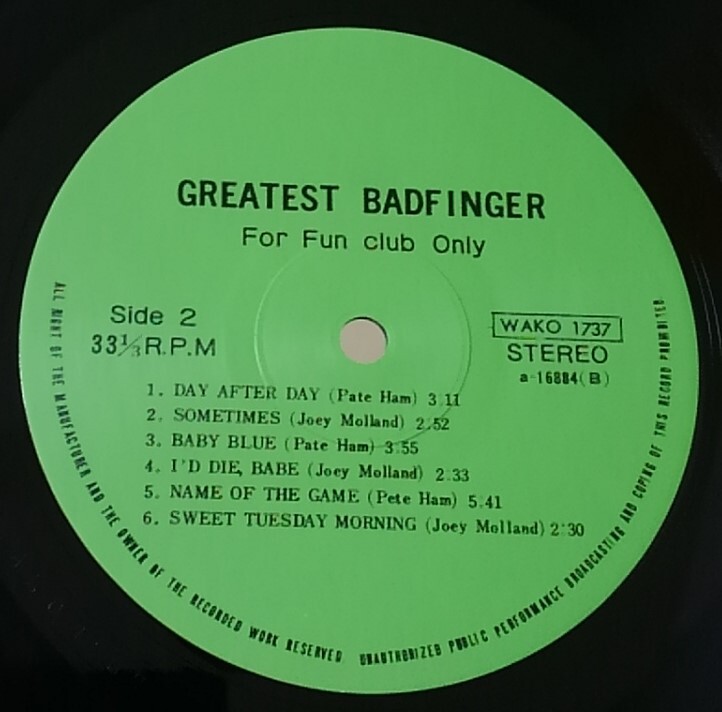 GREATEST BADFINGER
For Fun club Only
Side 2
33⅓ R.P.M
WAKO 1737
STEREO
a-16884(B)
1. DAY AFTER DAY (Pate Ham) 3.11
2. SOMETIMES (Joey Molland) 2:52
3. BABY BLUE (Pate Ham) 3:55
4. I'D DIE, BABE (Joey Molland) 2:33
5. NAME OF THE GAME (Pete Ham) 5.41
6. SWEET TUESDAY MORNING (Joey Molland) 2:30
ALL RIGHT OF THE MANUFACTURER AND THE OWNER OF THE RECORDED WORK RESERVED UNAUTHORIZED PUBLIC PERFORMANCE BROADCASTING AND COPING OF THIS RECORD PROHIBITED